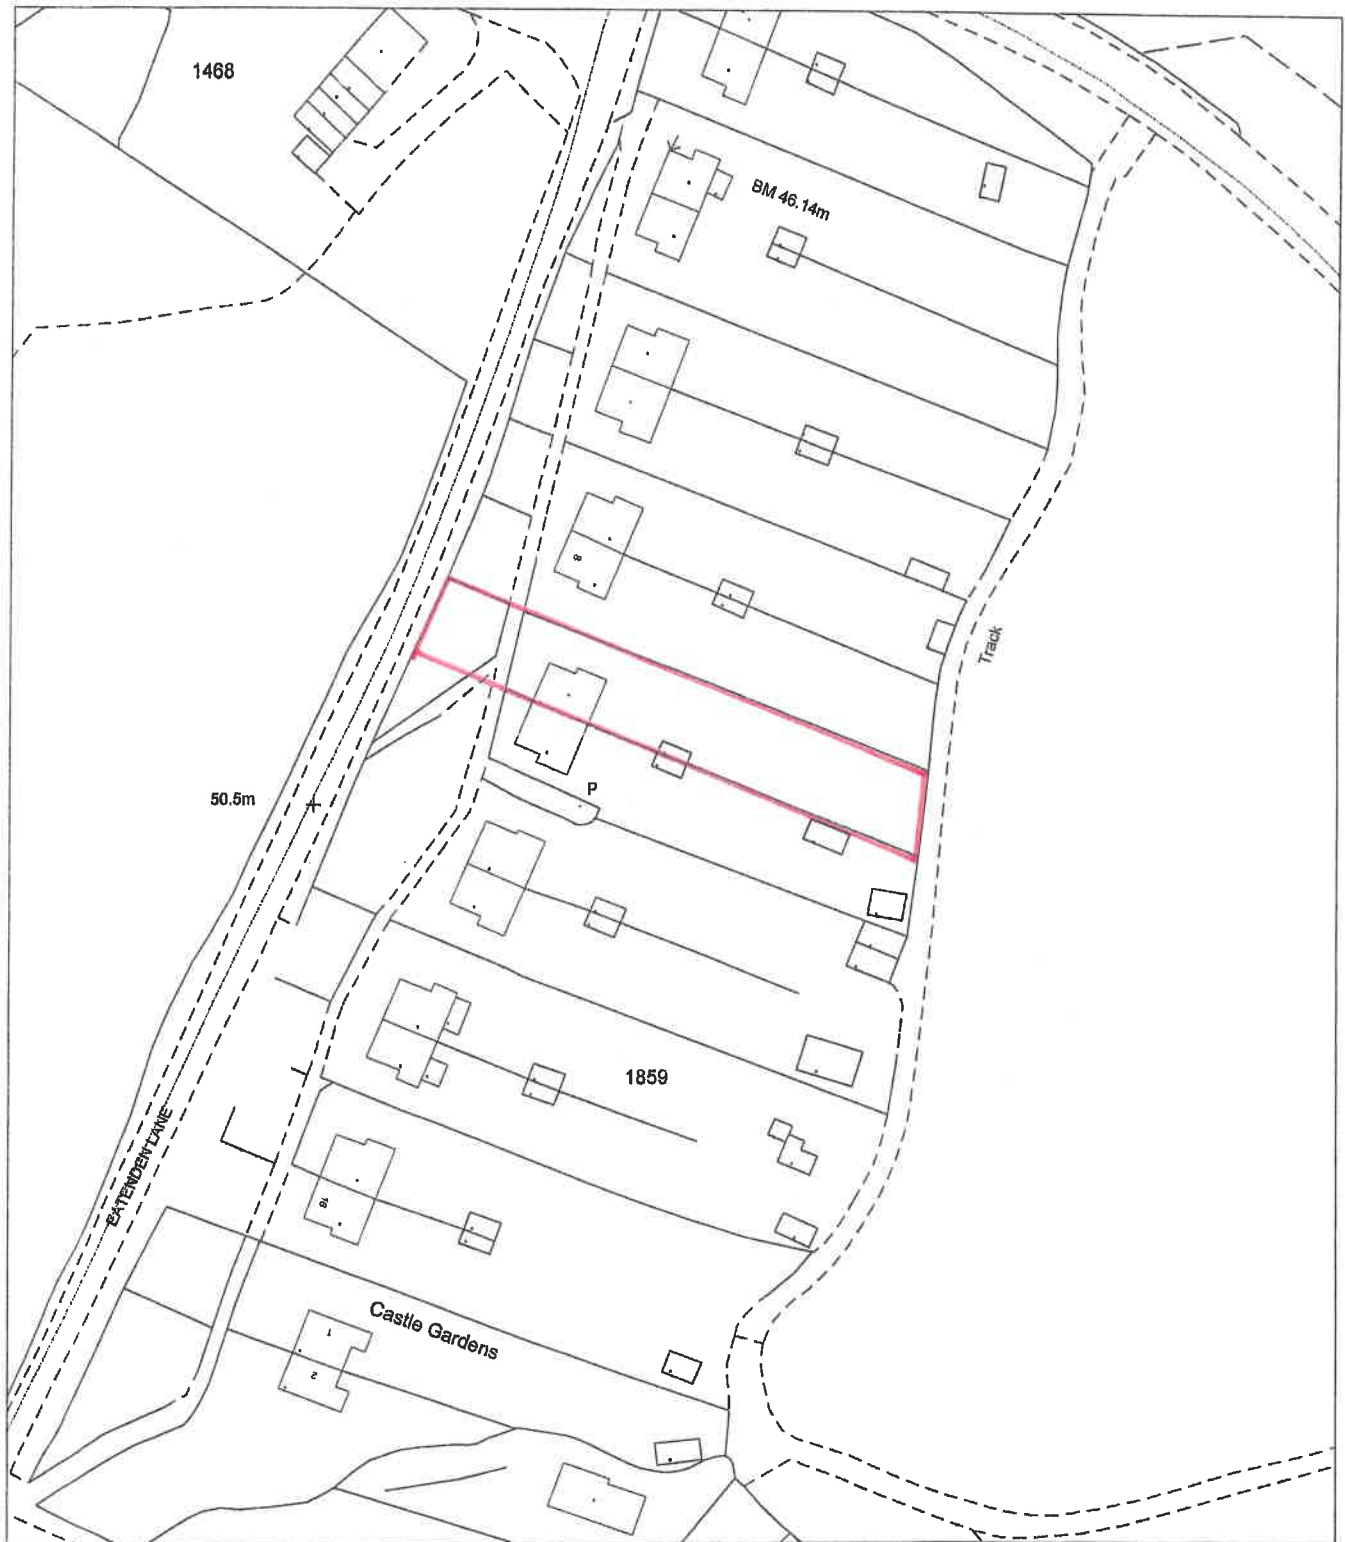 1468
BM 46.14m
8
Track
P
50.5m
1859
EATENDEN LANE
16
Castle Gardens
1
2